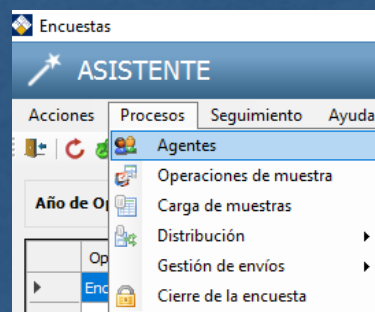 Encuestas
ASISTENTE
Acciones Procesos Seguimiento Ayuda
Agentes
Operaciones de muestra
Carga de muestras
Año de Op
Distribución
Op
Gestión de envíos
Enc
Cierre de la encuesta